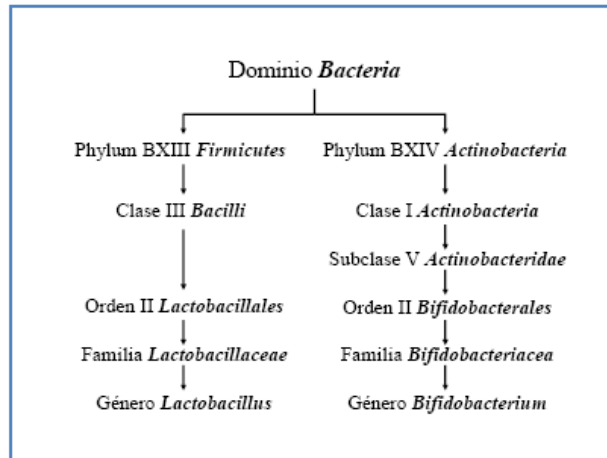 Dominio Bacteria
Phylum BXIII Firmicutes
Phylum BXIV Actinobacteria
Clase III Bacilli
Clase I Actinobacteria
Subclase V Actinobacteridae
Orden II Lactobacillales
Orden II Bifidobacterales
Familia Lactobacillaceae
Familia Bifidobacteriacea
Género Lactobacillus
Género Bifidobacterium